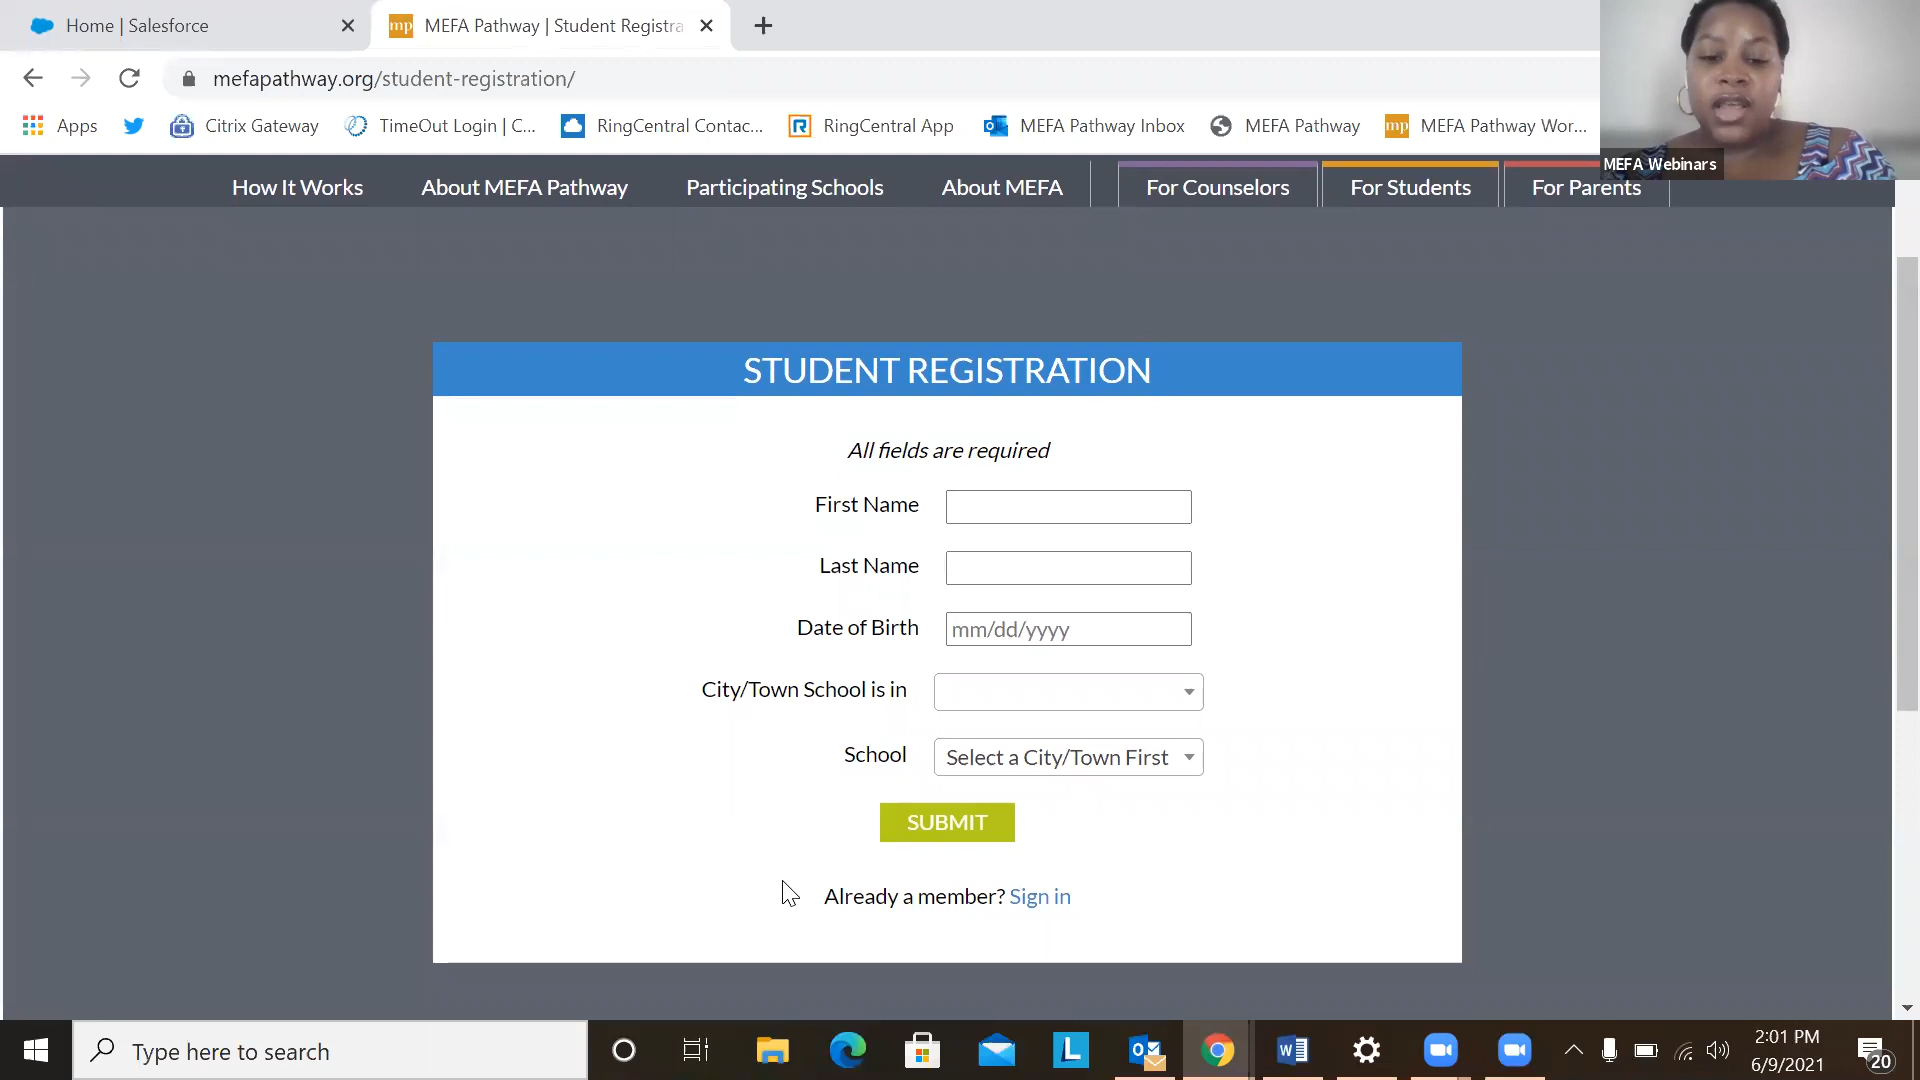 Home | Salesforce
mp MEFA Pathway | Student Registra
mefapathway.org/student-registration/
Apps Citrix Gateway TimeOut Login | C... RingCentral Contac... R RingCentral App MEFA Pathway Inbox MEFA Pathway mp MEFA Pathway Wor...
MEFA Webinars
How It Works About MEFA Pathway Participating Schools About MEFA For Counselors For Students For Parents
STUDENT REGISTRATION
All fields are required
First Name
Last Name
Date of Birth mm/dd/yyyy
City/Town School is in
School Select a City/Town First
SUBMIT
Already a member? Sign in
Type here to search
2:01 PM
6/9/2021
20